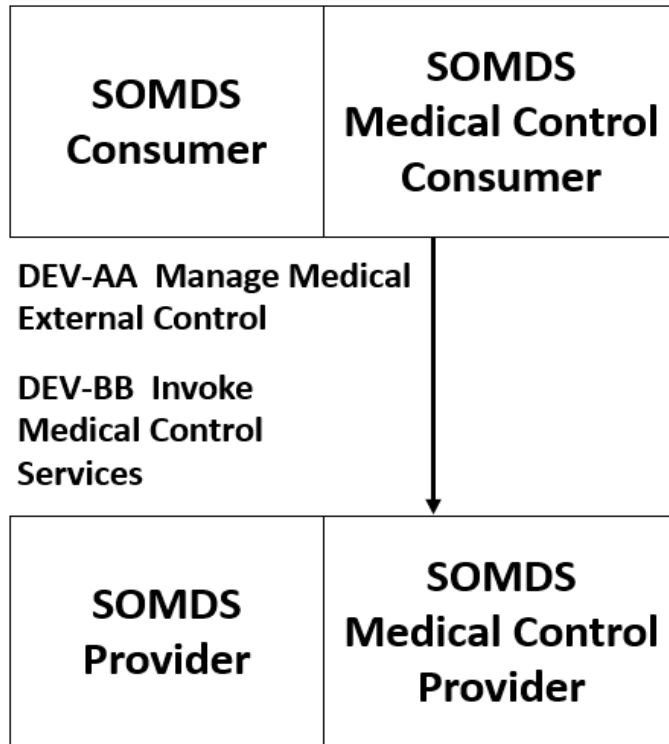 SOMDS
Consumer
SOMDS
Medical Control
Consumer
DEV-AA  Manage Medical
External Control
DEV-BB  Invoke
Medical Control
Services
SOMDS
Provider
SOMDS
Medical Control
Provider